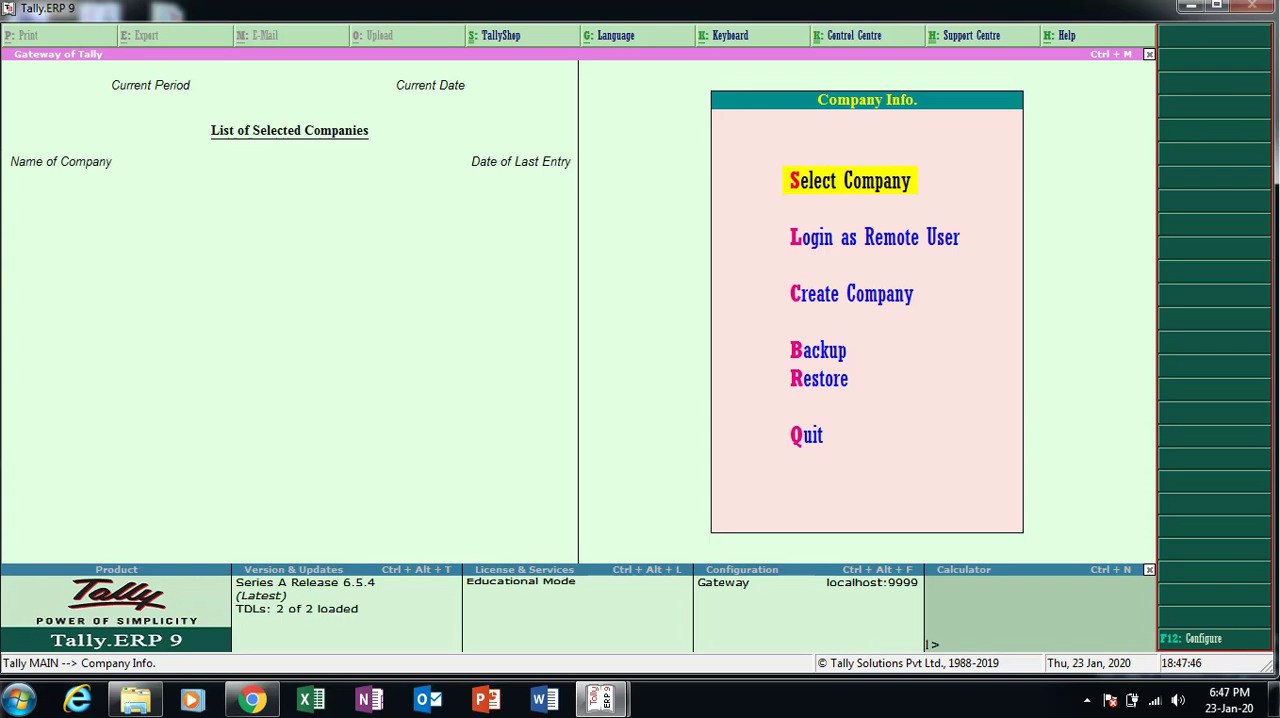 Tally.ERP 9
P: Print E: Export M: E-Mail O: Upload S: TallyShop G: Language K: Keyboard K: Control Centre H: Support Centre H: Help
Gateway of Tally Ctrl + M
Current Period Current Date
List of Selected Companies
Name of Company Date of Last Entry
Company Info.
Select Company
Login as Remote User
Create Company
Backup
Restore
Quit
F12: Configure
Product
Tally
POWER OF SIMPLICITY
Tally.ERP 9
Version & Updates Ctrl + Alt + T
Series A Release 6.5.4
(Latest)
TDLs: 2 of 2 loaded
License & Services Ctrl + Alt + L
Educational Mode
Configuration Ctrl + Alt + F
Gateway localhost:9999
Calculator Ctrl + N
1 >
Tally MAIN --> Company Info. © Tally Solutions Pvt Ltd., 1988-2019 Thu, 23 Jan, 2020 18:47:46
Tally ERP 9
6:47 PM
23-Jan-20